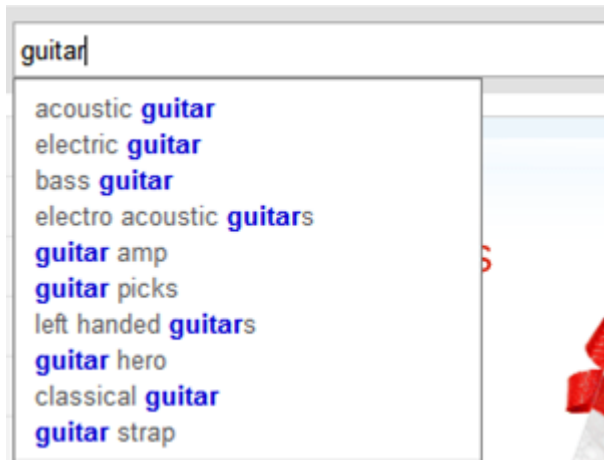 guitar
acoustic guitar
electric guitar
bass guitar
electro acoustic guitars
guitar amp
guitar picks
left handed guitars
guitar hero
classical guitar
guitar strap